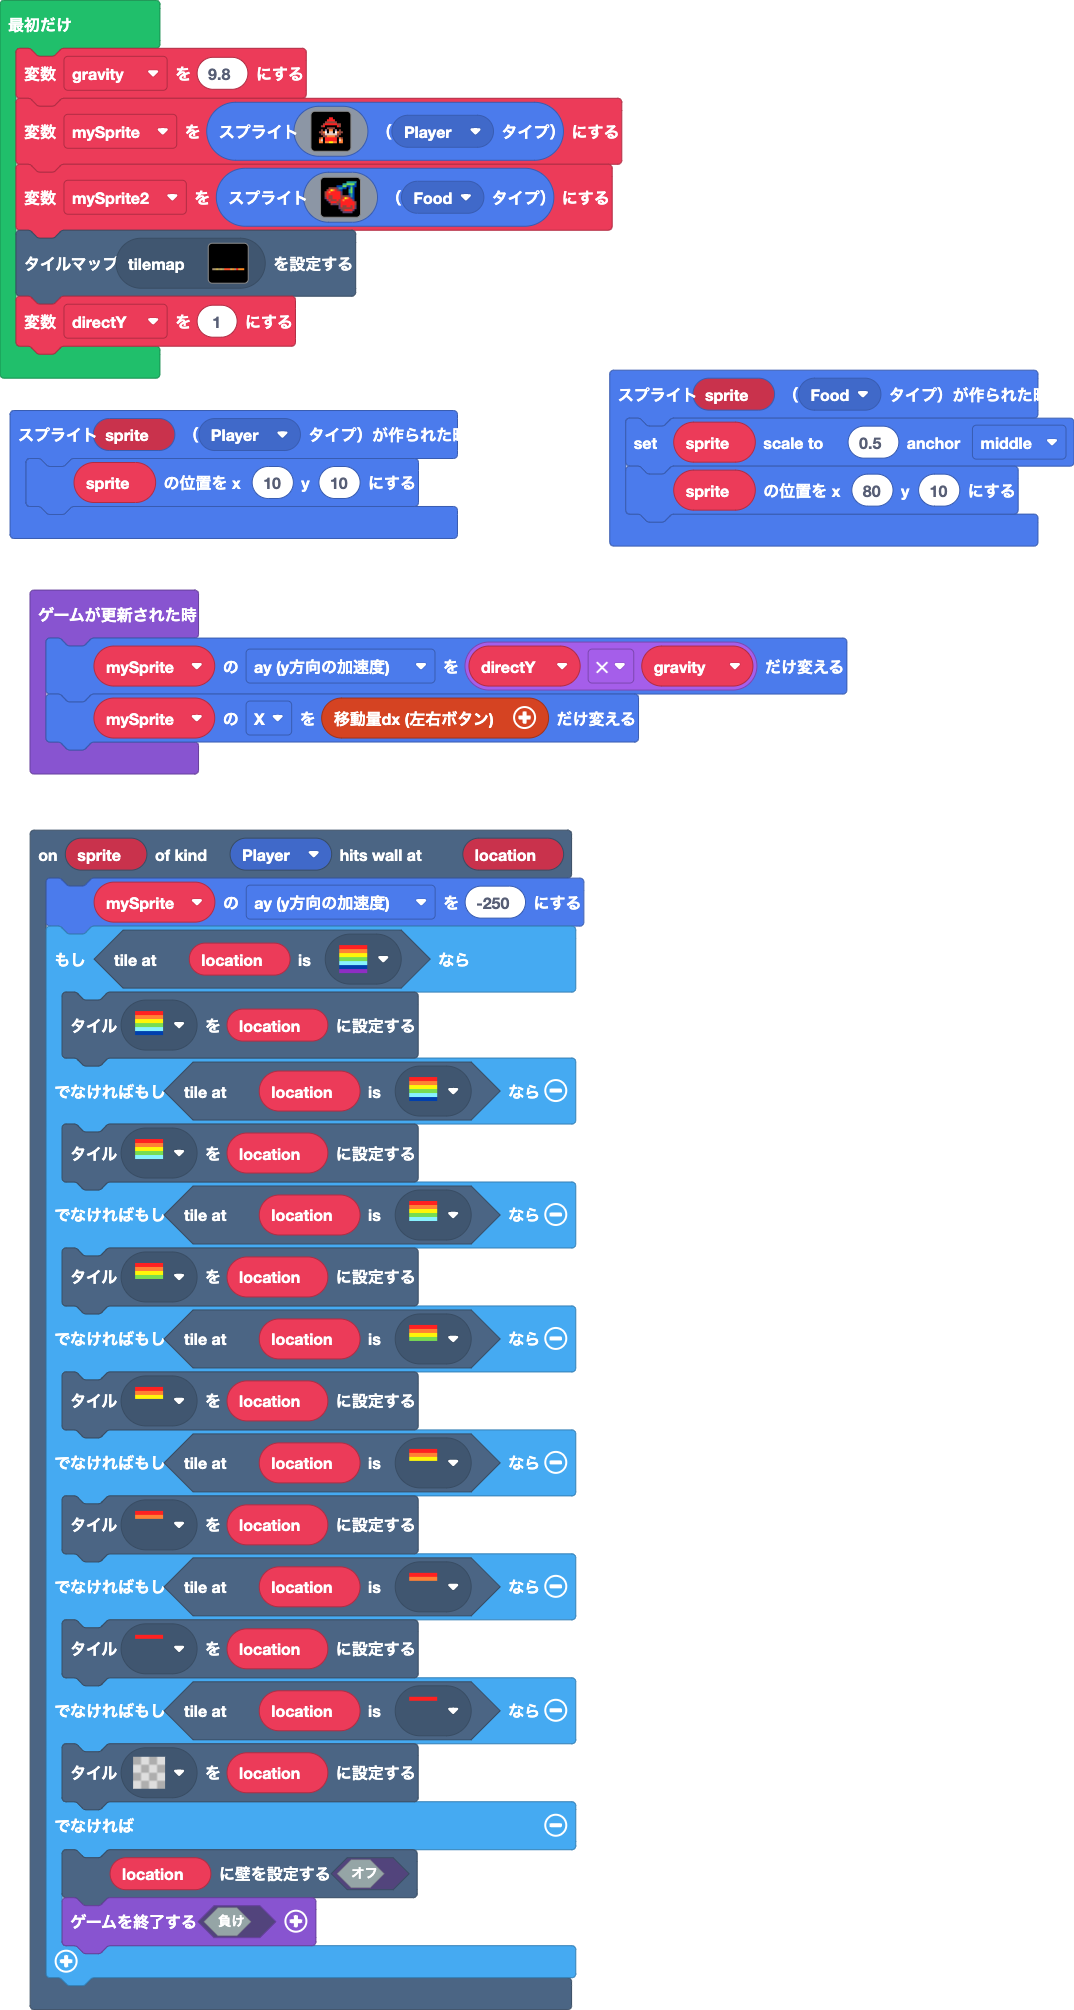 最初だけ
変数 gravity を 9.8 にする
変数 mySprite を スプライト ( Player タイプ) にする
変数 mySprite2 を スプライト ( Food タイプ) にする
タイルマップ tilemap を設定する
変数 directY を 1 にする
スプライト sprite ( Player タイプ) が作られた時
sprite の位置を x 10 y 10 にする
スプライト sprite ( Food タイプ) が作られた時
set sprite scale to 0.5 anchor middle
sprite の位置を x 80 y 10 にする
ゲームが更新された時
mySprite の ay (y方向の加速度) を directY × gravity だけ変える
mySprite の X を 移動量dx (左右ボタン) だけ変える
on sprite of kind Player hits wall at location
mySprite の ay (y方向の加速度) を -250 にする
もし tile at location is なら
タイル を location に設定する
でなければもし tile at location is なら
タイル を location に設定する
でなければもし tile at location is なら
タイル を location に設定する
でなければもし tile at location is なら
タイル を location に設定する
でなければもし tile at location is なら
タイル を location に設定する
でなければもし tile at location is なら
タイル を location に設定する
でなければもし tile at location is なら
タイル を location に設定する
でなければ
location に壁を設定する オフ
ゲームを終了する 負け